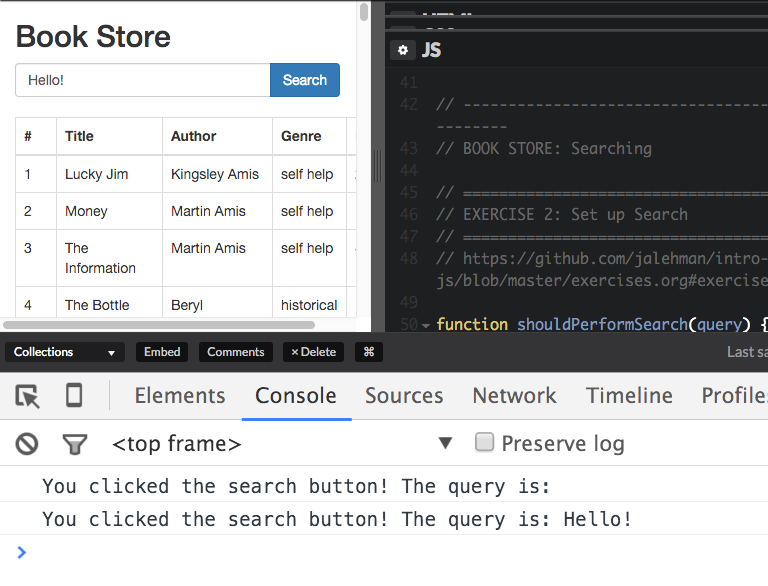 Book Store
Hello! Search
# Title Author Genre
1 Lucky Jim Kingsley Amis self help
2 Money Martin Amis self help
3 The Information Martin Amis self help
4 The Bottle Beryl historical
JS
41
42 // -----------------------------------
--------
43 // BOOK STORE: Searching
44
45 // ===================================
46 // EXERCISE 2: Set up Search
47 // ===================================
48 // https://github.com/jalehman/intro-
js/blob/master/exercises.org#exercise
49
50 function shouldPerformSearch(query) {
Collections ▼ Embed Comments × Delete ⌘ Last sa
Elements Console Sources Network Timeline Profile
<top frame> ▼ Preserve log
You clicked the search button! The query is:
You clicked the search button! The query is: Hello!
>